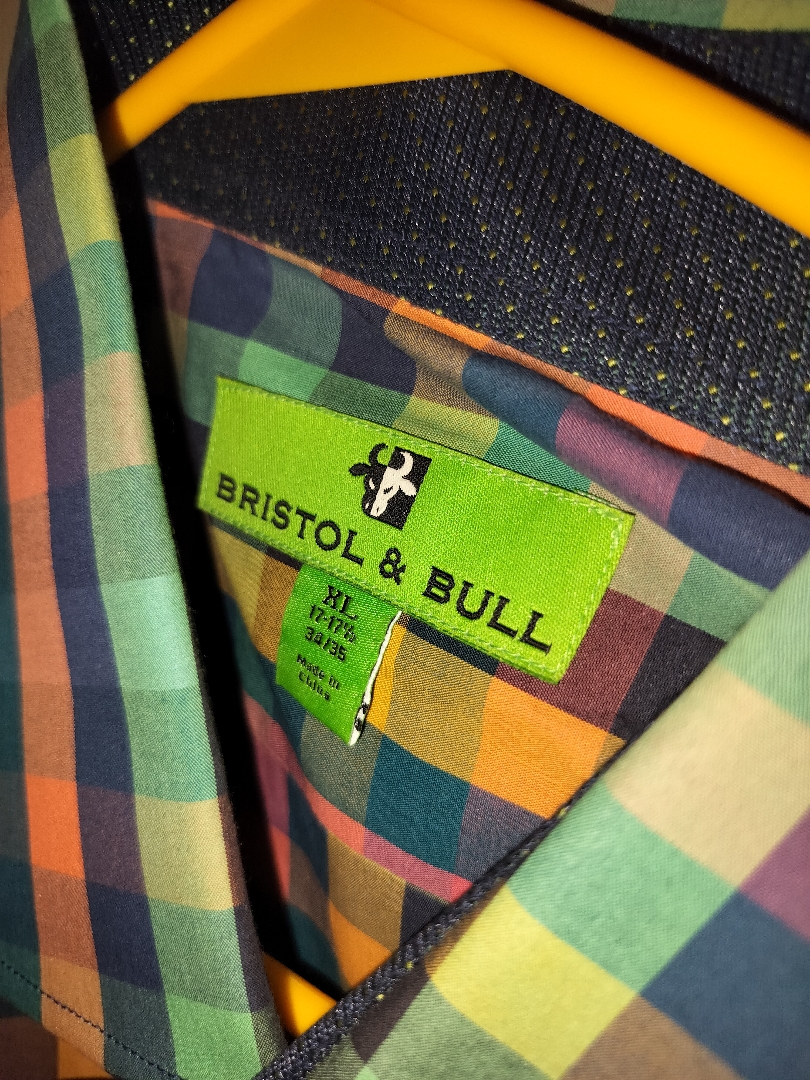 BRISTOL & BULL
XL
17-17½
34/35
Made in
China